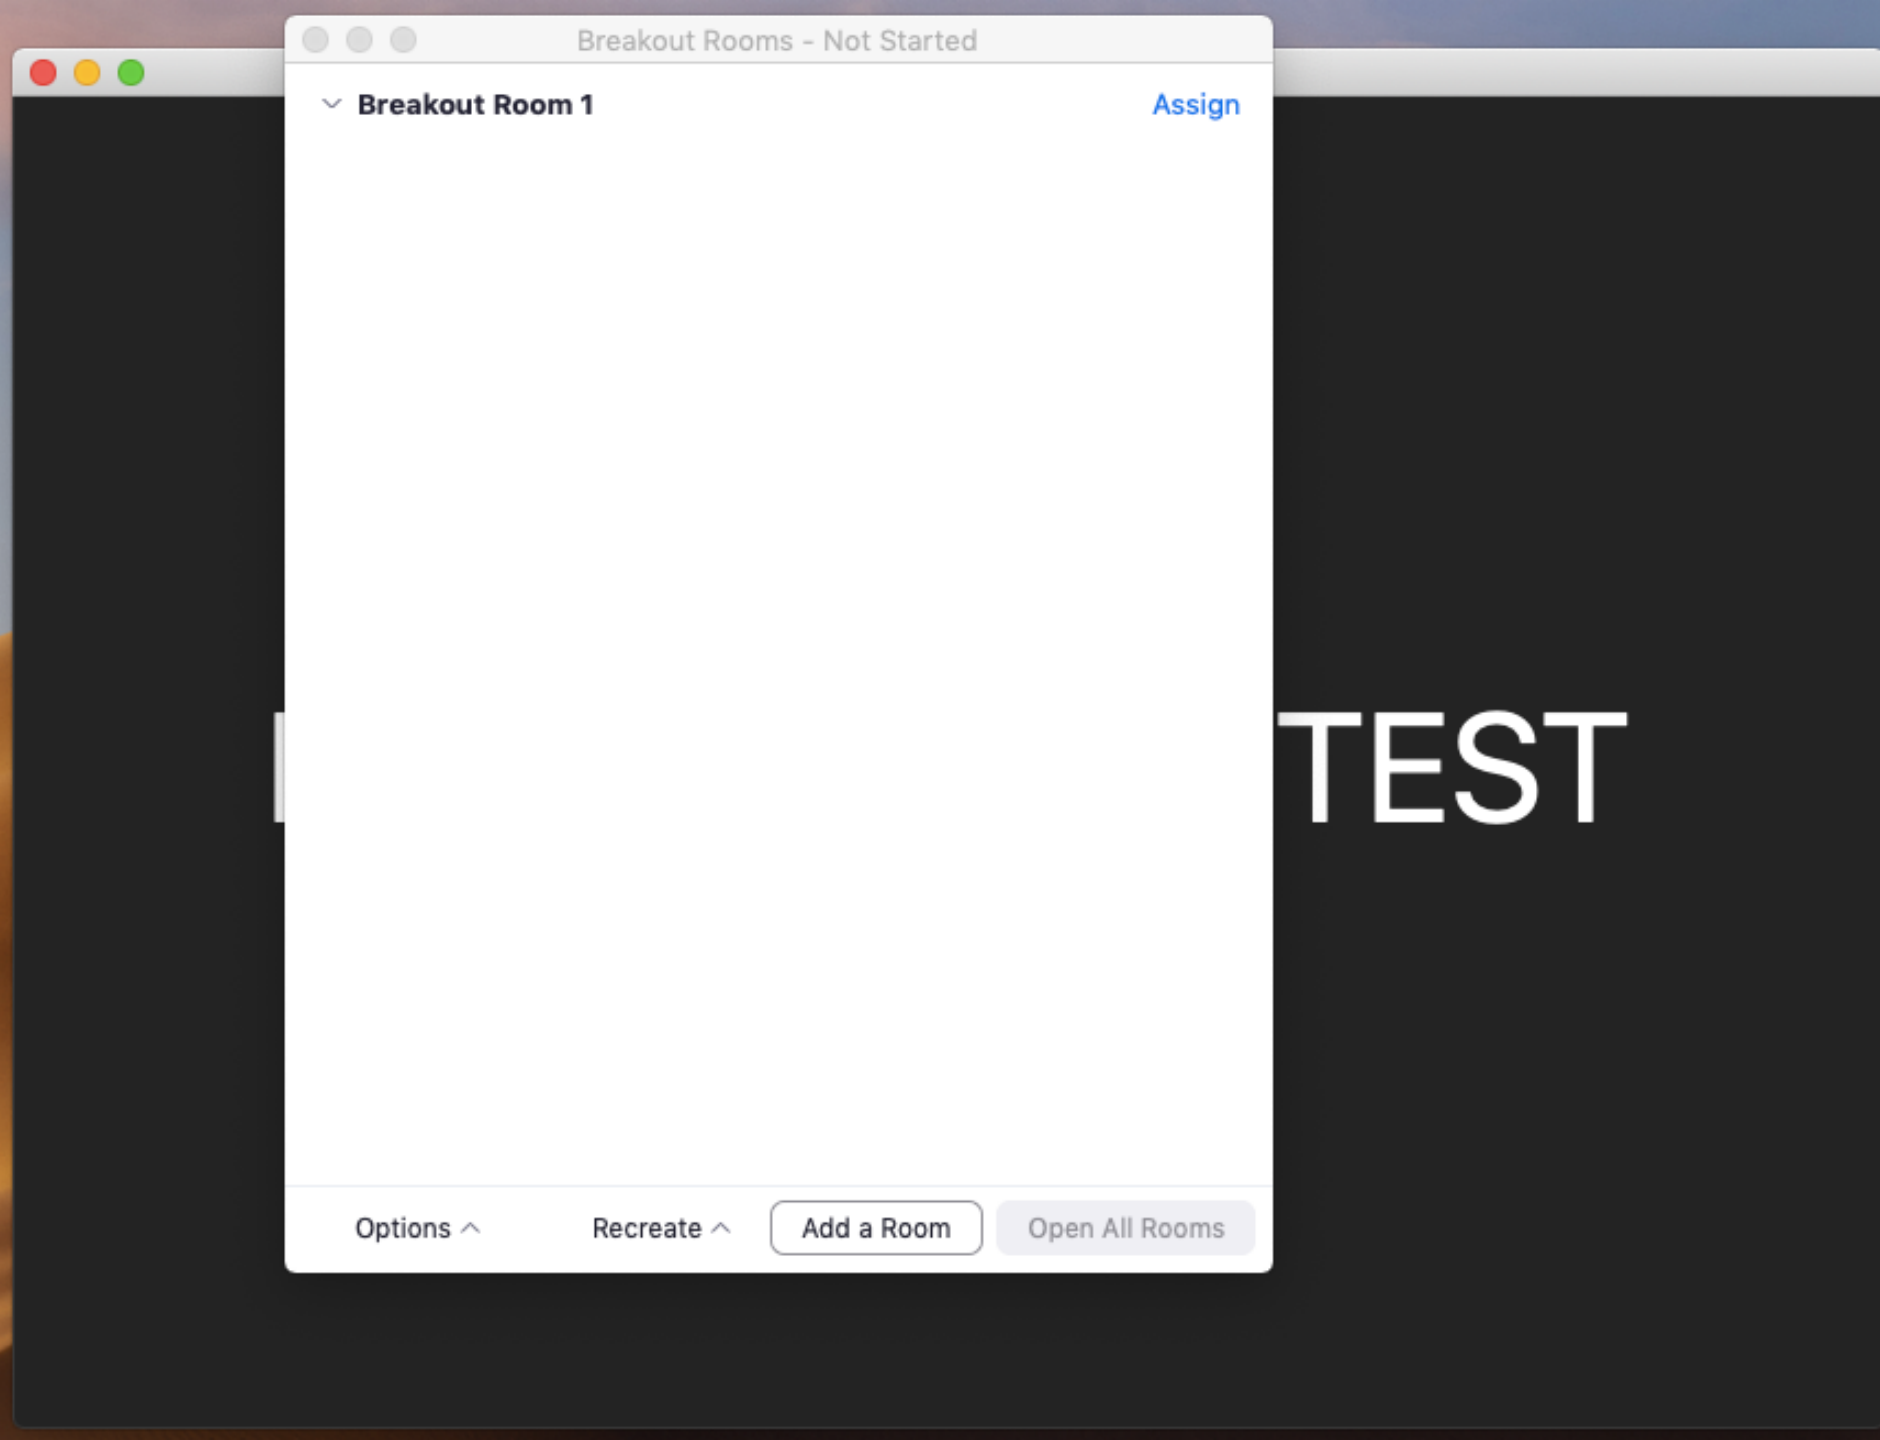 Breakout Rooms - Not Started
Breakout Room 1 Assign
TEST
Options Recreate Add a Room Open All Rooms